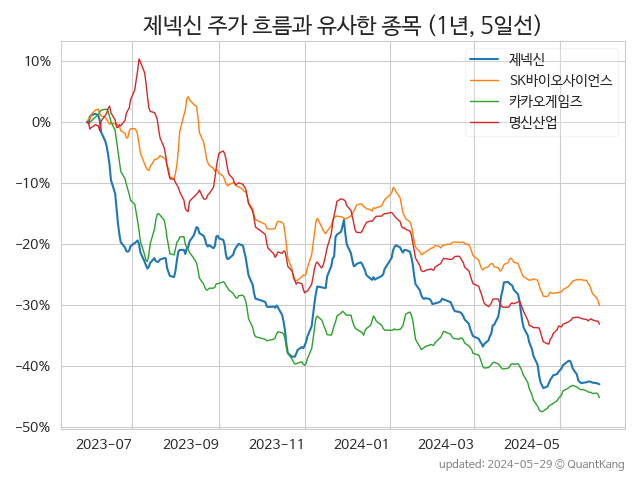 제넥신 주가 흐름과 유사한 종목 (1년, 5일선)
제넥신
SK바이오사이언스
카카오게임즈
명신산업
10%
0%
−10%
−20%
−30%
−40%
−50%
2023-07
2023-09
2023-11
2024-01
2024-03
2024-05
updated: 2024-05-29 © QuantKang